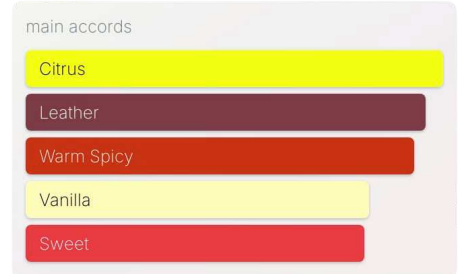 main accords
Citrus
Leather
Warm Spicy
Vanilla
Sweet